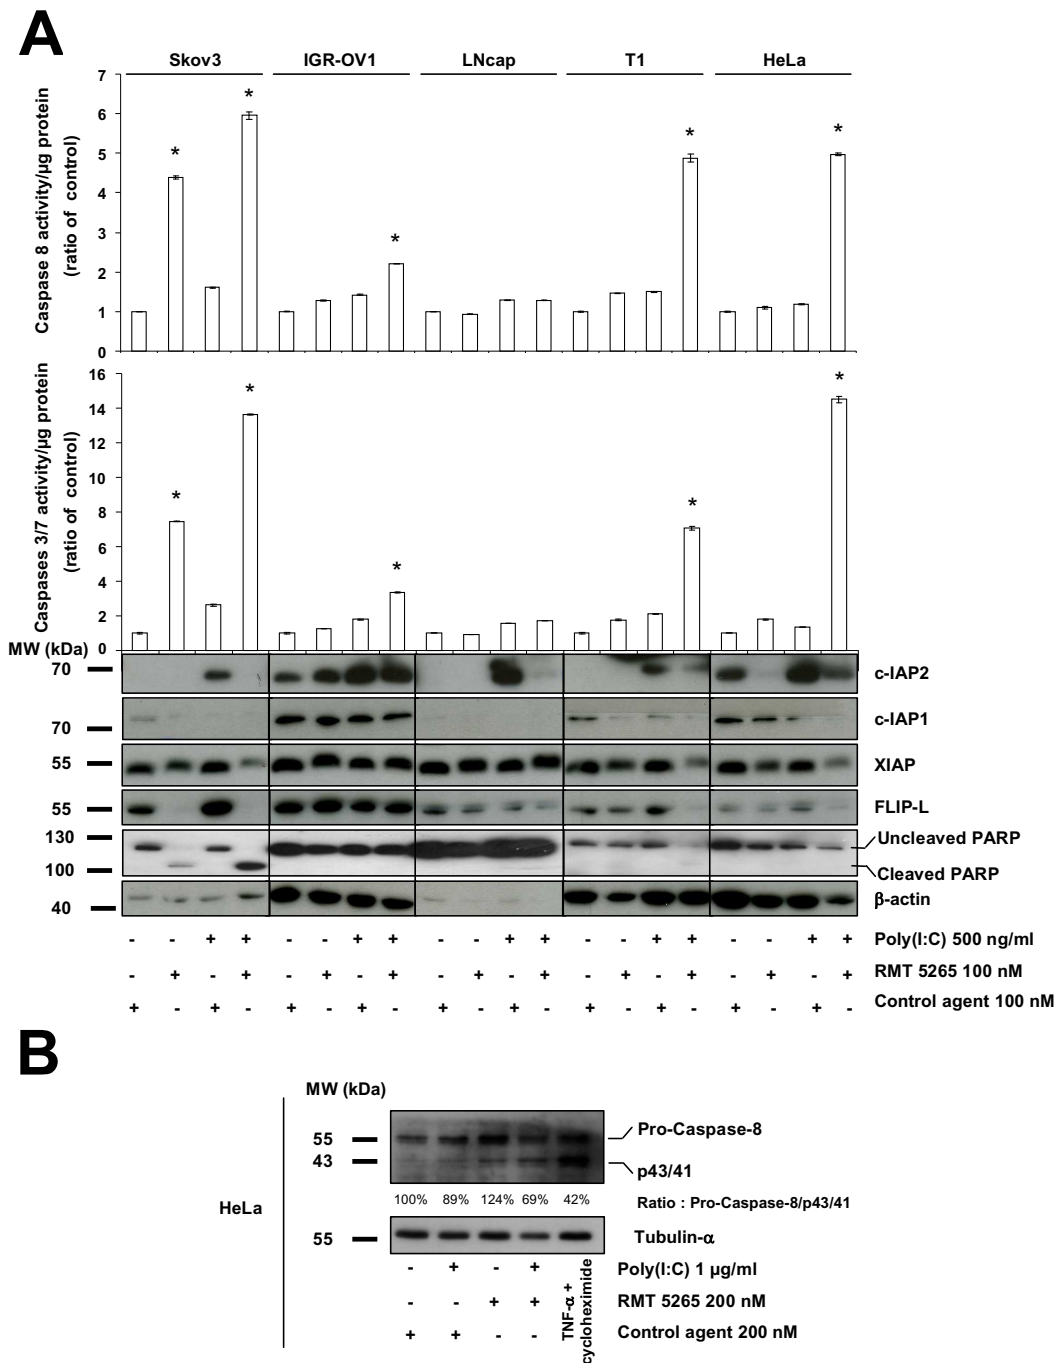 A
Skov3 IGR-OV1 LNcap T1 HeLa
Caspase 8 activity/µg protein
(ratio of control)
7
6
5
4
3
2
1
0
* * * * *
Caspases 3/7 activity/µg protein
(ratio of control)
16
14
12
10
8
6
4
2
0
* * * * *
MW (kDa)
70 c-IAP2
70 c-IAP1
55 XIAP
55 FLIP-L
130 Uncleaved PARP
100 Cleaved PARP
40 β-actin
- - + + - - + + - - + + - - + + - - + + Poly(I:C) 500 ng/ml
- + - + - + - + - + - + - + - + - + - + RMT 5265 100 nM
+ - + - + - + - + - + - + - + - + - + - Control agent 100 nM
B
MW (kDa)
55 Pro-Caspase-8
43 p43/41
HeLa
100% 89% 124% 69% 42% Ratio : Pro-Caspase-8/p43/41
55 Tubulin-α
- + - + Poly(I:C) 1 µg/ml
- - + + RMT 5265 200 nM
+ + - - Control agent 200 nM
TNF-α +
cycloheximide